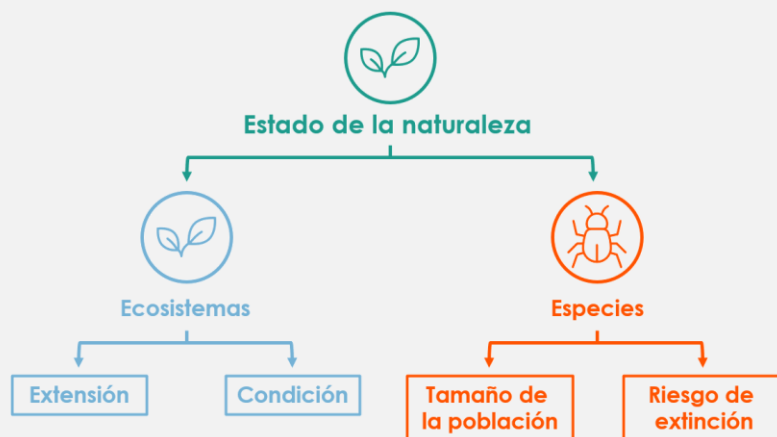 Estado de la naturaleza
Ecosistemas
Especies
Extensión
Condición
Tamaño de
la población
Riesgo de
extinción